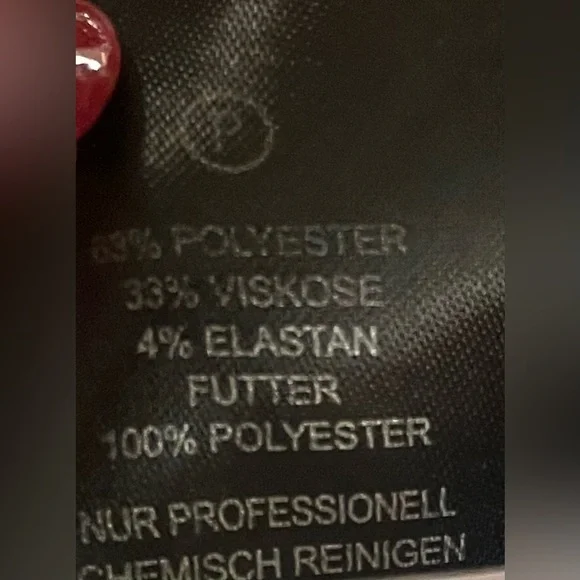 P
63% POLYESTER
33% VISKOSE
4% ELASTAN
FUTTER
100% POLYESTER
NUR PROFESSIONELL
CHEMISCH REINIGEN